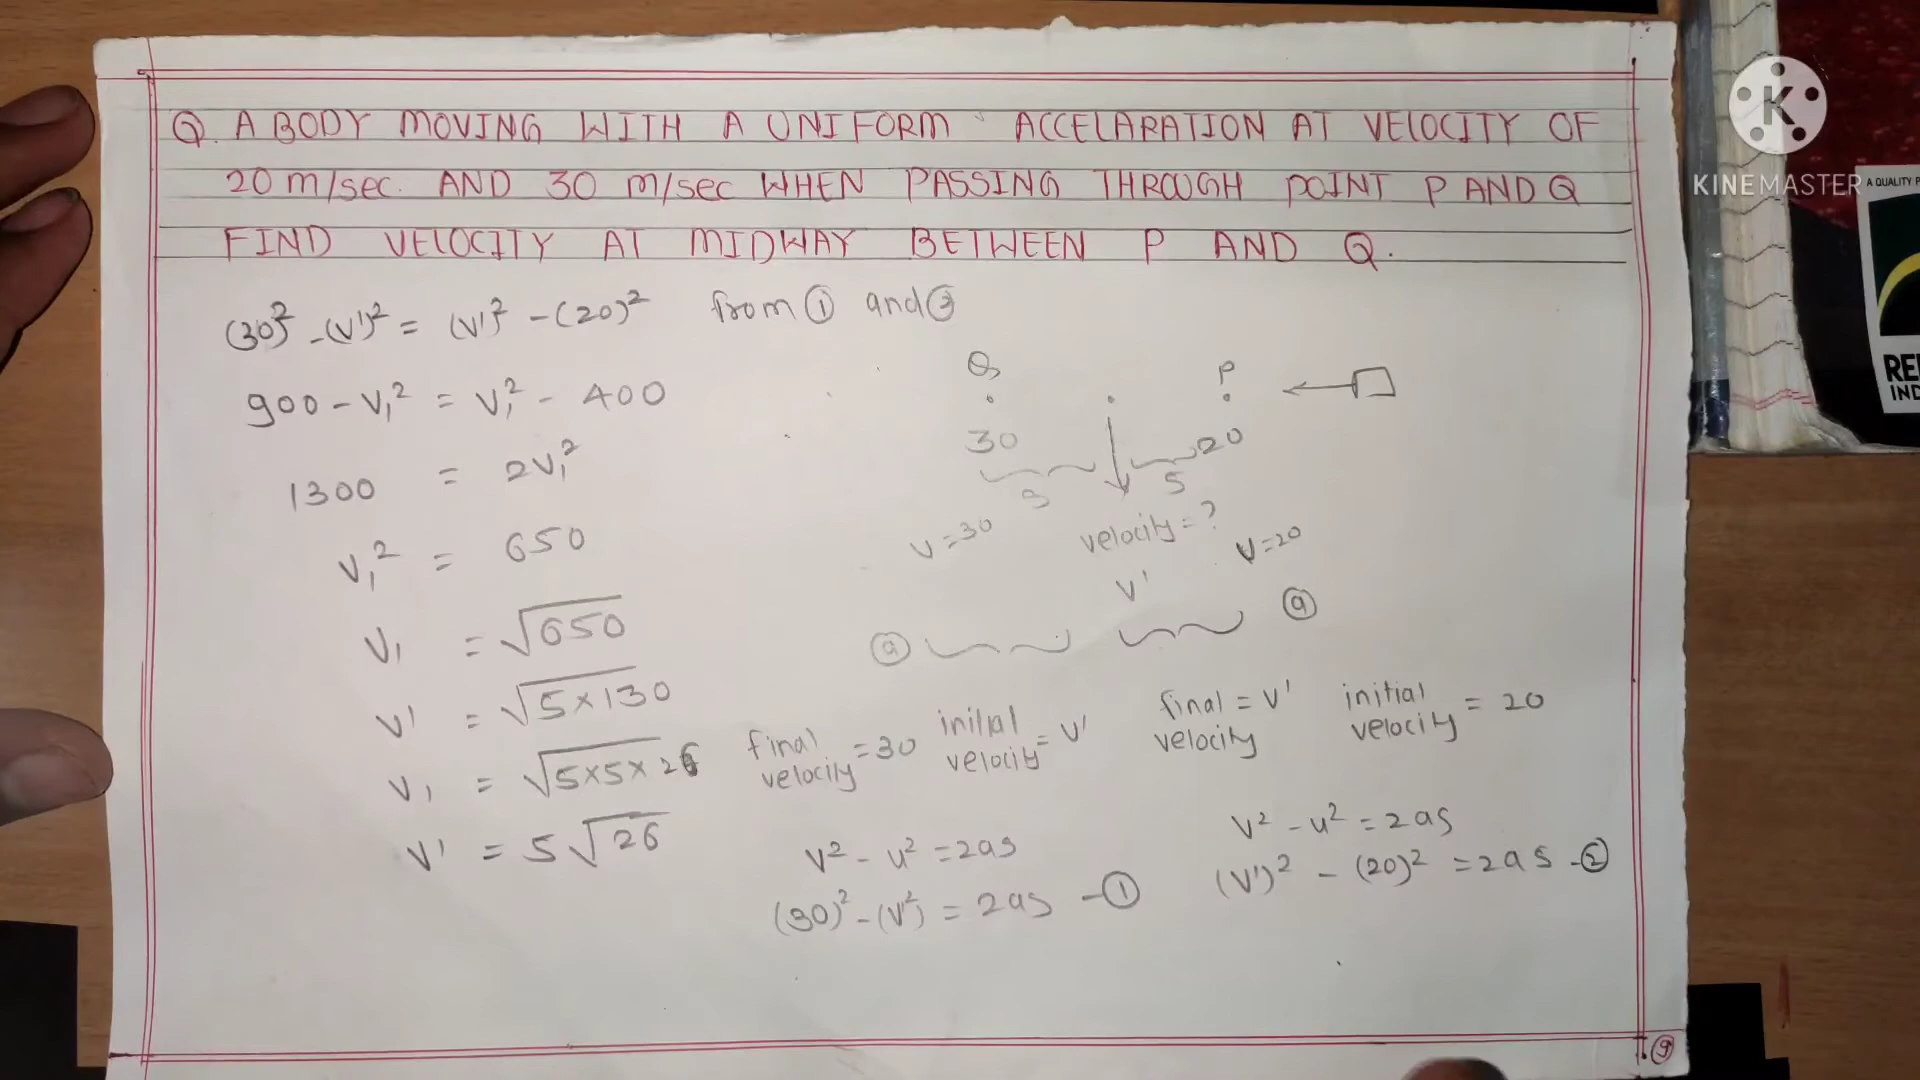 Q. A BODY MOVING WITH A UNIFORM ACCELARATION AT VELOCITY OF
20 m/sec. AND 30 m/sec WHEN PASSING THROUGH POINT P AND Q
FIND VELOCITY AT MIDWAY BETWEEN P AND Q.
(30)² - (V')² = (V')² - (20)² from ① and ②
900 - V₁² = V₁² - 400
1300 = 2V₁²
V₁² = 650
V₁ = √650
V' = √5×130
V₁ = √5×5×26
V' = 5√26
Q P
30 20
S S
V=30 velocity = ? V=20
V'
ⓐ ⓐ
final velocity = 30 initial velocity = V' final velocity = V' initial velocity = 20
V² - u² = 2as
(30)² - (V')² = 2as - ①
V² - u² = 2as
(V')² - (20)² = 2as - ②
9
K
KINEMASTER
A QUALITY P